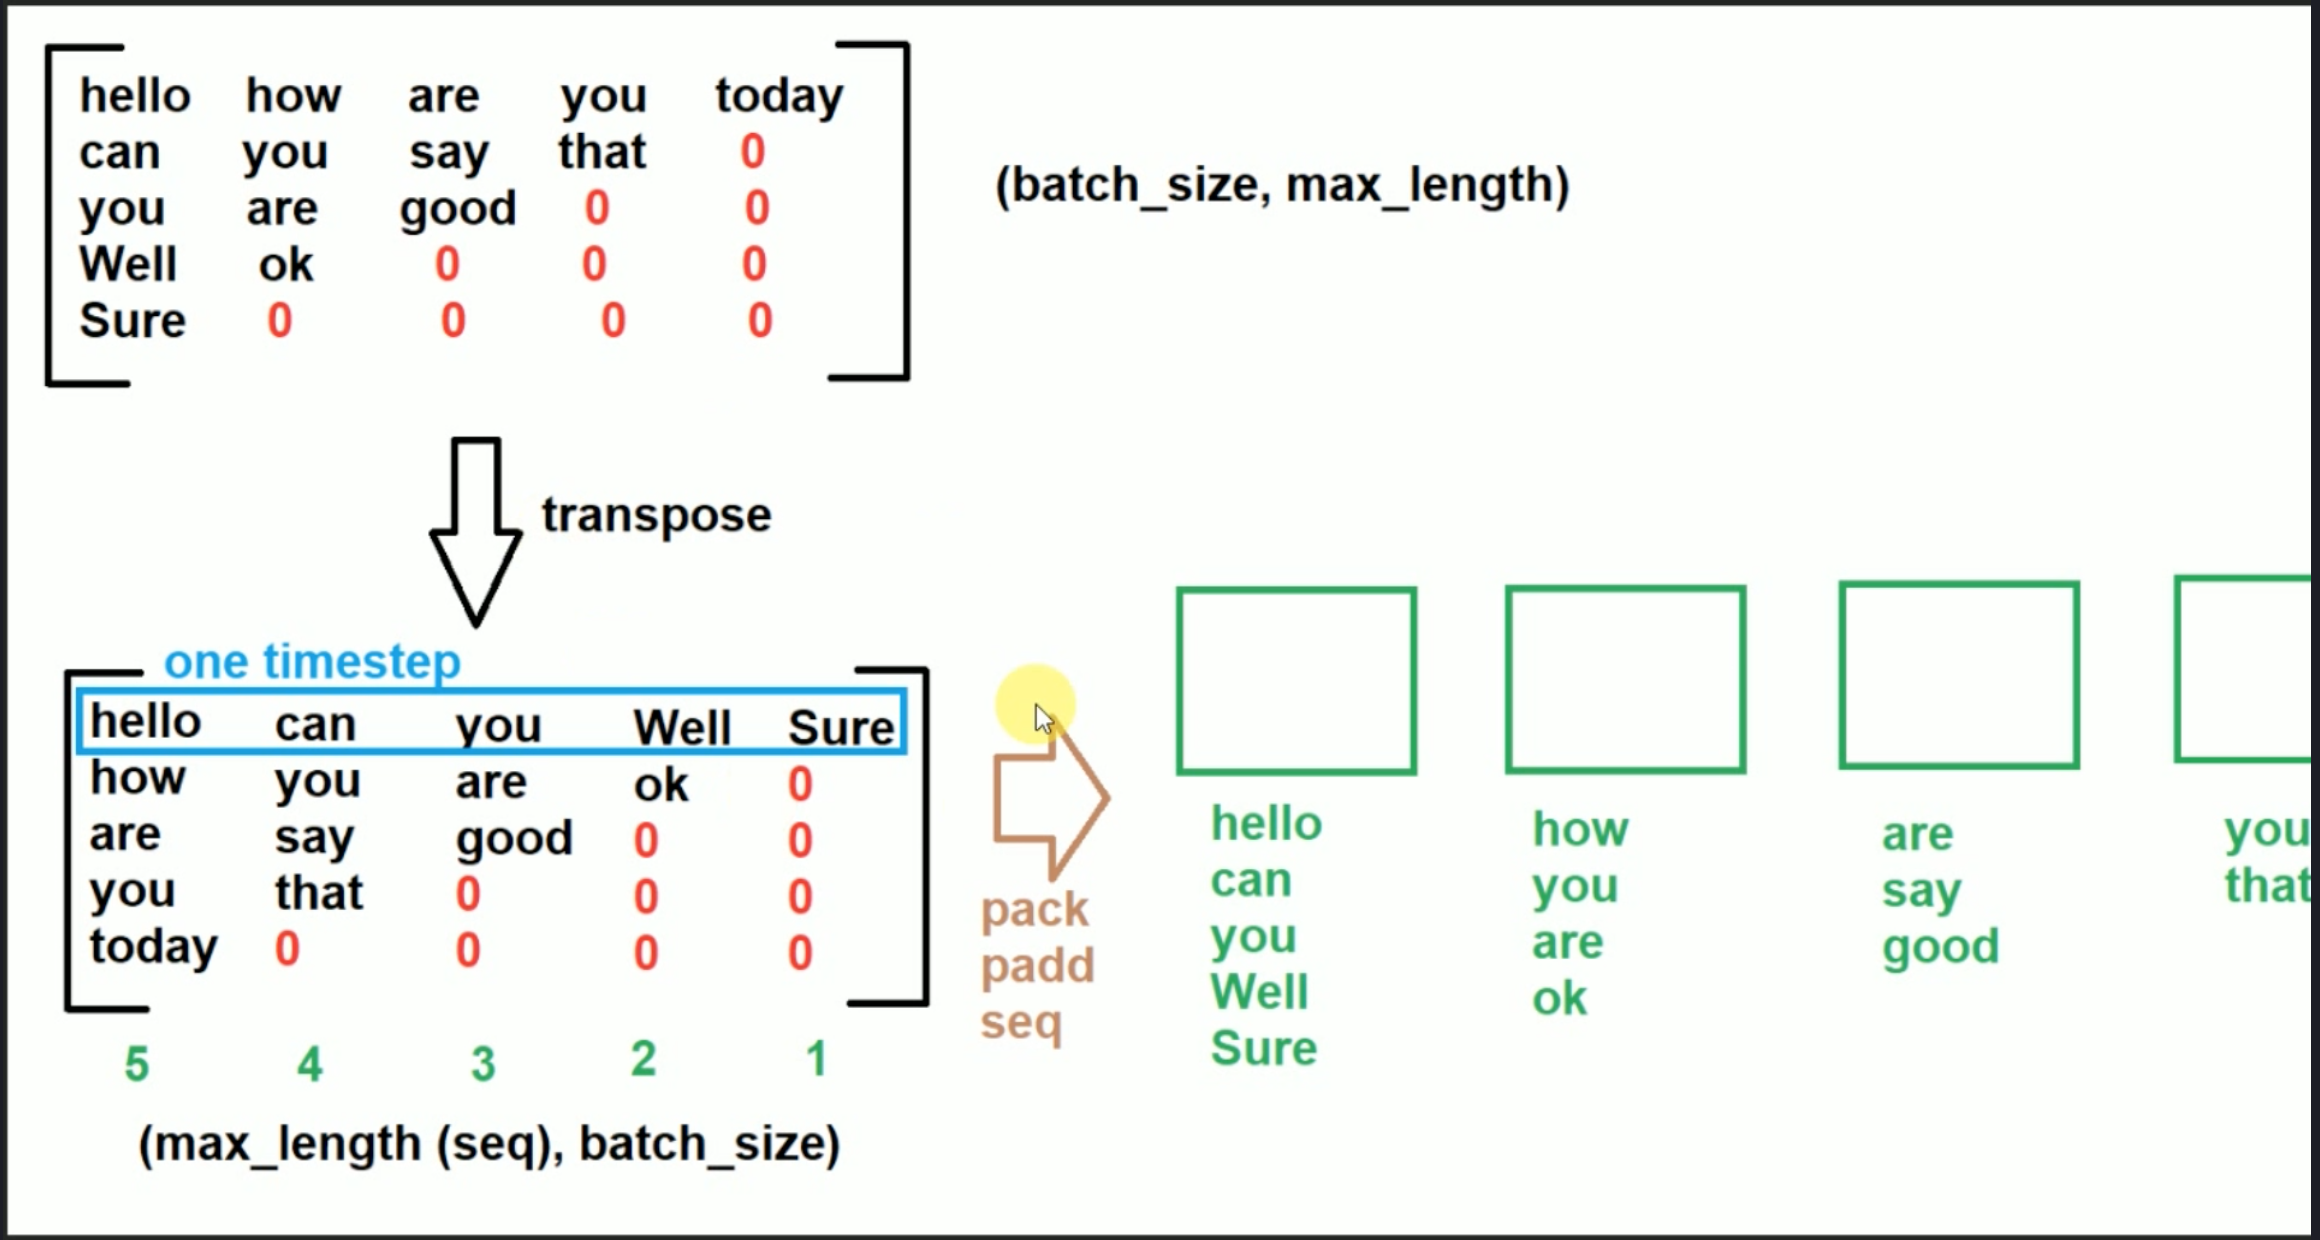 hello how are you today
can you say that 0
you are good 0 0
Well ok 0 0 0
Sure 0 0 0 0
(batch_size, max_length)
transpose
one timestep
hello can you Well Sure
how you are ok 0
are say good 0 0
you that 0 0 0
today 0 0 0 0
5 4 3 2 1
(max_length (seq), batch_size)
pack
padd
seq
hello
can
you
Well
Sure
how
you
are
ok
are
say
good
you
that